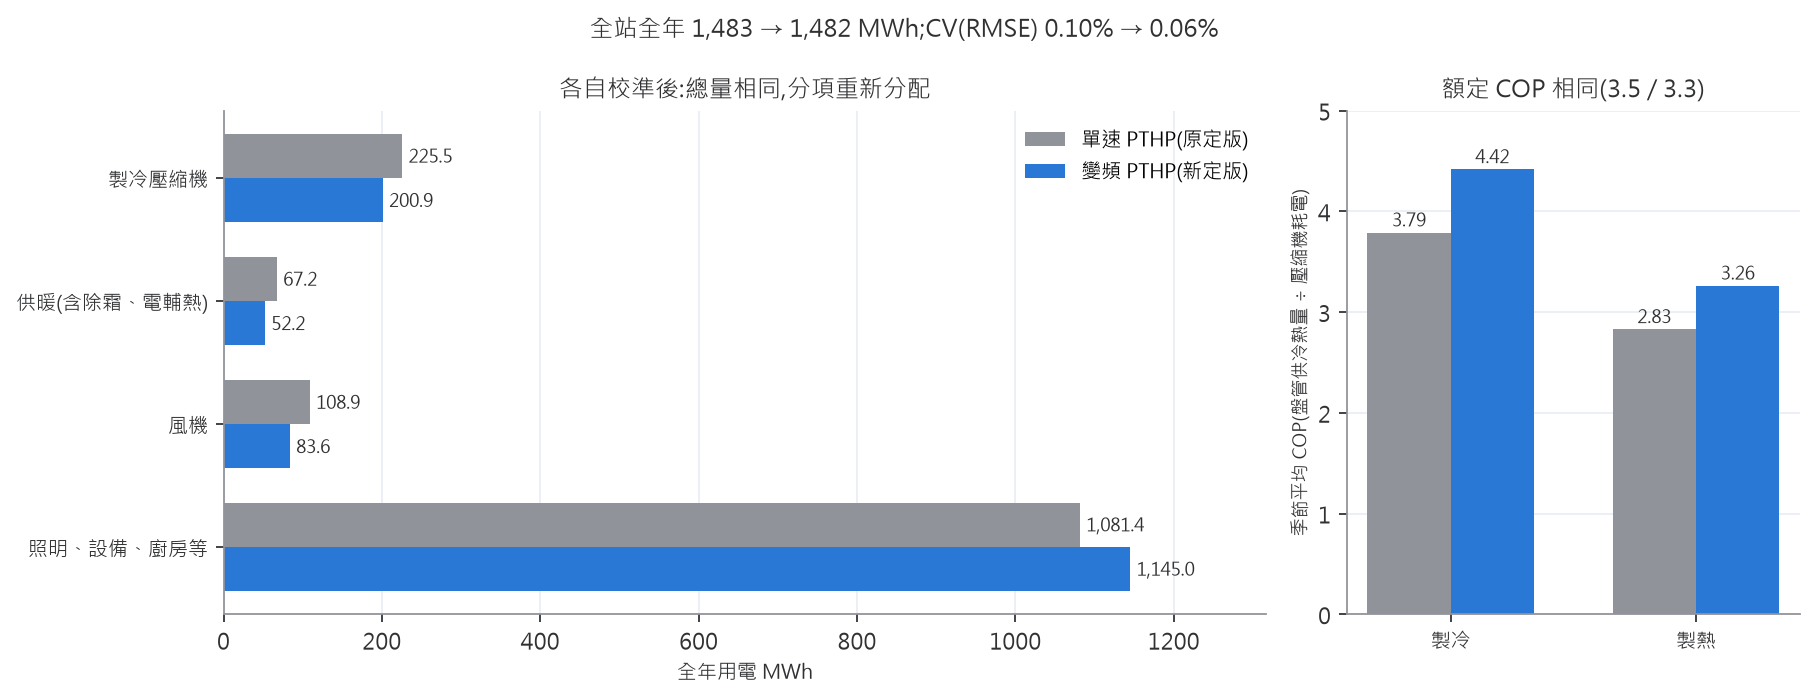 全站全年 1,483 → 1,482 MWh;CV(RMSE) 0.10% → 0.06%
各自校準後:總量相同,分項重新分配
單速 PTHP(原定版)
變頻 PTHP(新定版)
製冷壓縮機
225.5
200.9
供暖(含除霜、電輔熱)
67.2
52.2
風機
108.9
83.6
照明、設備、廚房等
1,081.4
1,145.0
0 200 400 600 800 1000 1200
全年用電 MWh
額定 COP 相同(3.5 / 3.3)
季節平均 COP(盤管供冷熱量 ÷ 壓縮機耗電)
5
4
3
2
1
0
3.79
4.42
2.83
3.26
製冷
製熱